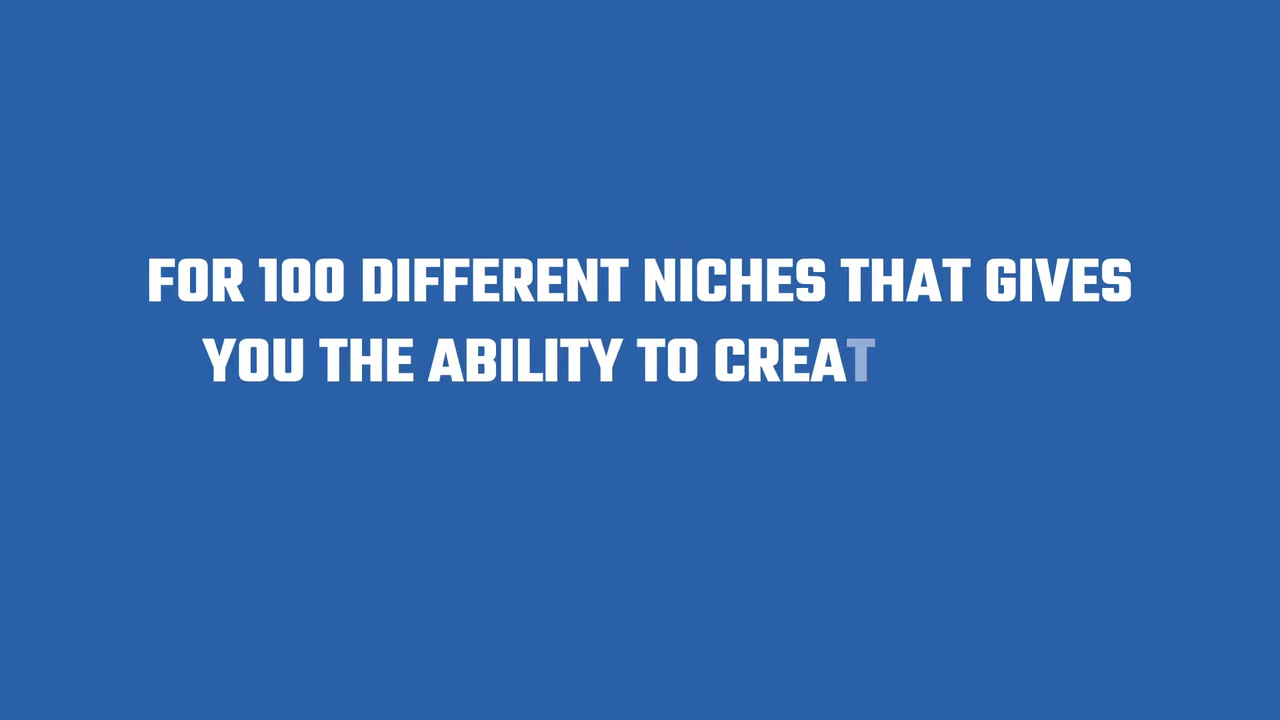 FOR 100 DIFFERENT NICHES THAT GIVES
YOU THE ABILITY TO CREAT